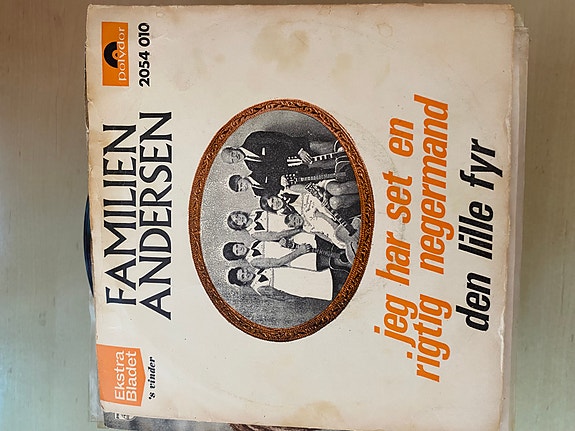 polydor
2054 010
FAMILIEN
ANDERSEN
Ekstra
Bladet
's vinder
jeg har set en
rigtig negermand
den lille fyr